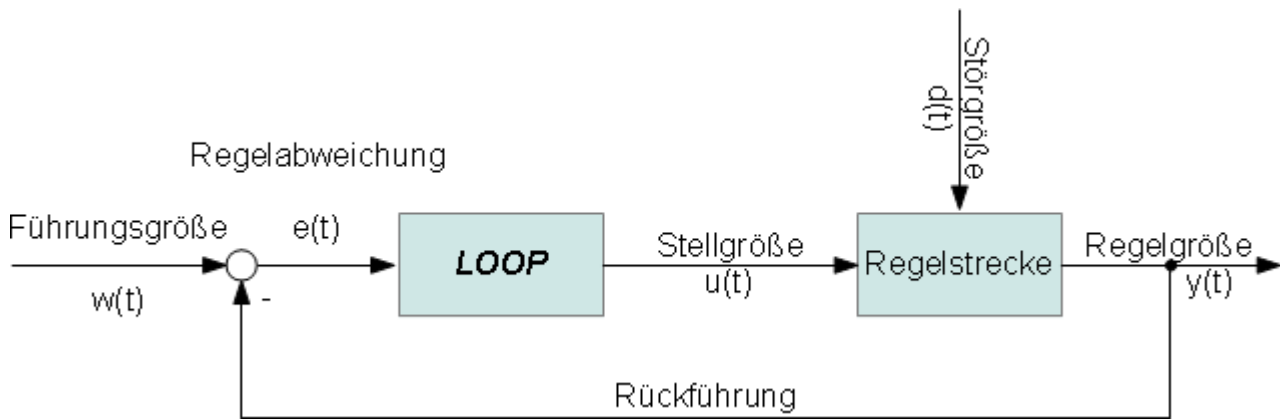 Störgröße
d(t)
Regelabweichung
Führungsgröße
e(t)
w(t)
-
LOOP
Stellgröße
u(t)
Regelstrecke
Regelgröße
y(t)
Rückführung